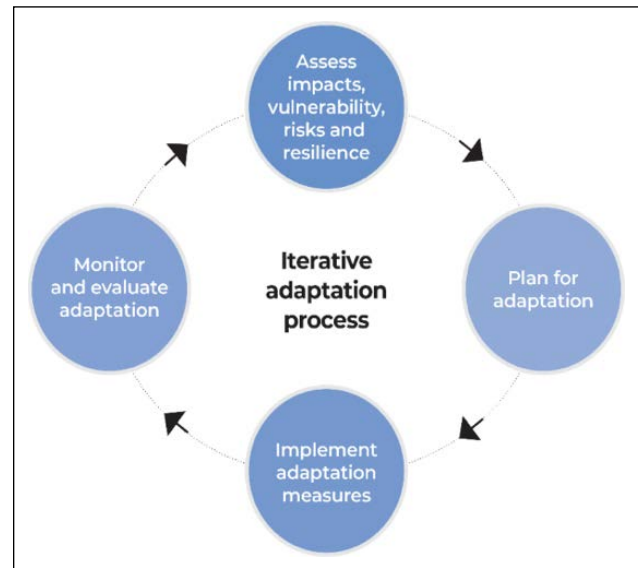 Assess
impacts,
vulnerability,
risks and
resilience
Plan for
adaptation
Implement
adaptation
measures
Monitor
and evaluate
adaptation
Iterative
adaptation
process